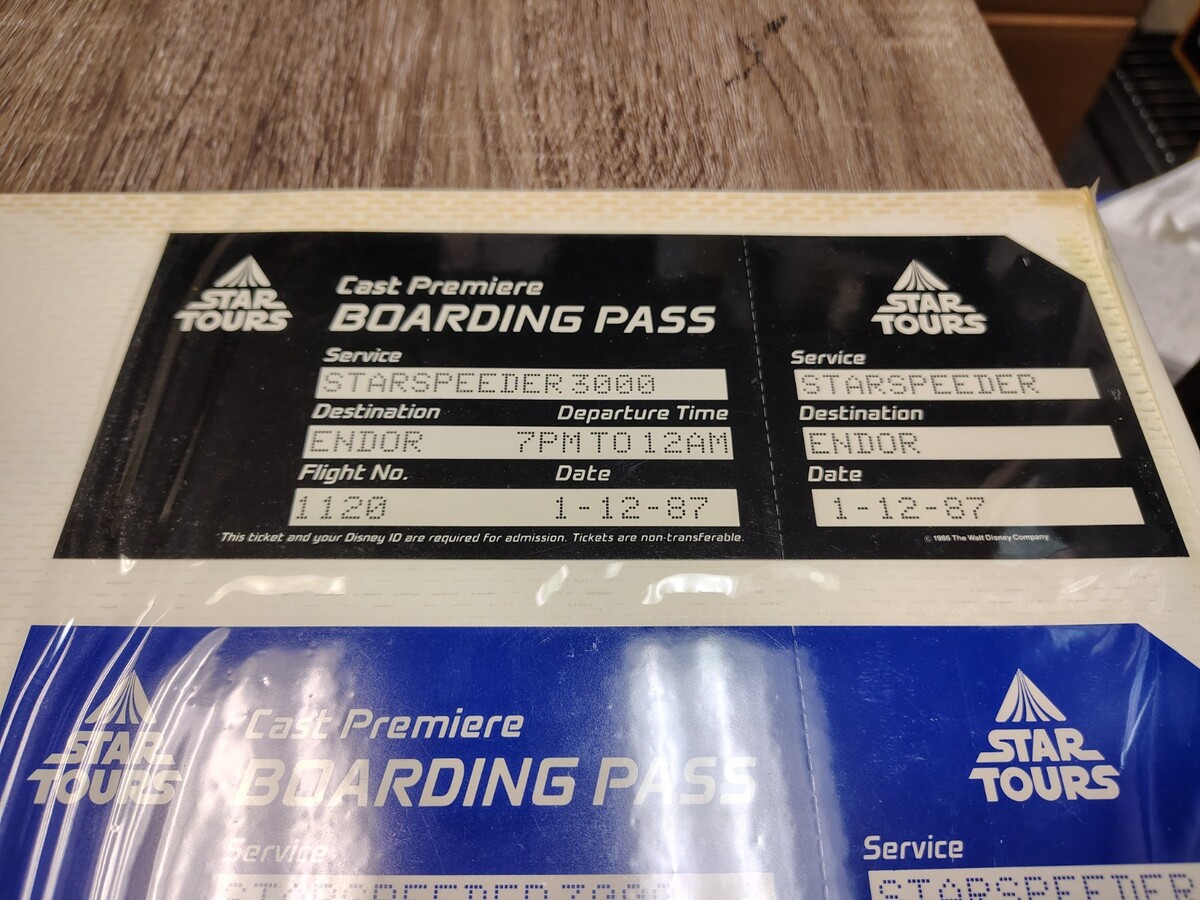 STAR
TOURS
Cast Premiere
BOARDING PASS
Service
STARSPEEDER 3000
Destination Departure Time
ENDOR 7PM TO 12AM
Flight No. Date
1120 1-12-87
This ticket and your Disney ID are required for admission. Tickets are non-transferable.
STAR
TOURS
Service
STARSPEEDER
Destination
ENDOR
Date
1-12-87
© 1986 The Walt Disney Company
STAR
TOURS
Cast Premiere
BOARDING PASS
Service
STARSPEEDER 3000
STAR
TOURS
Service
STARSPEEDER